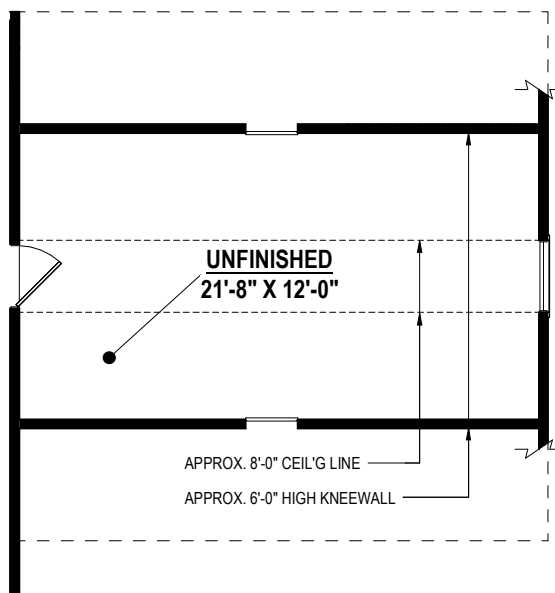 UNFINISHED
21'-8" X 12'-0"
APPROX. 8'-0" CEIL'G LINE
APPROX. 6'-0" HIGH KNEEWALL